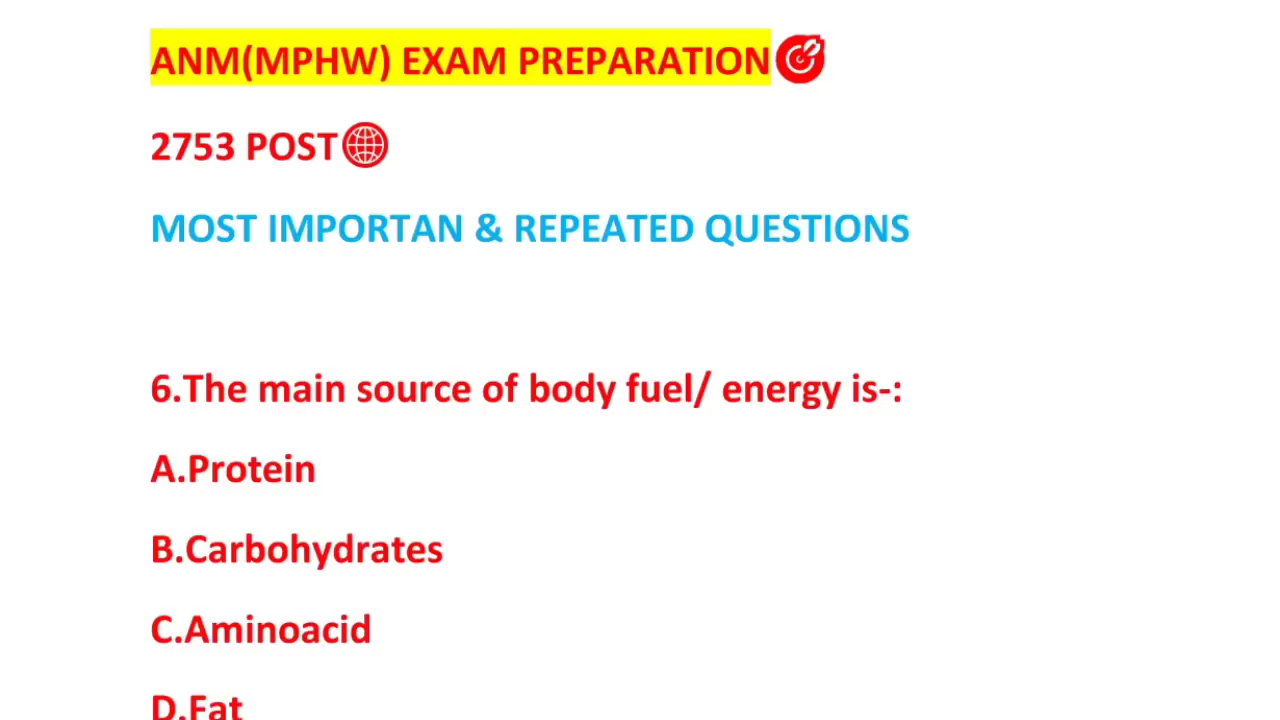 ANM(MPHW) EXAM PREPARATION
2753 POST
MOST IMPORTAN & REPEATED QUESTIONS
6.The main source of body fuel/ energy is-:
A.Protein
B.Carbohydrates
C.Aminoacid
D.Fat